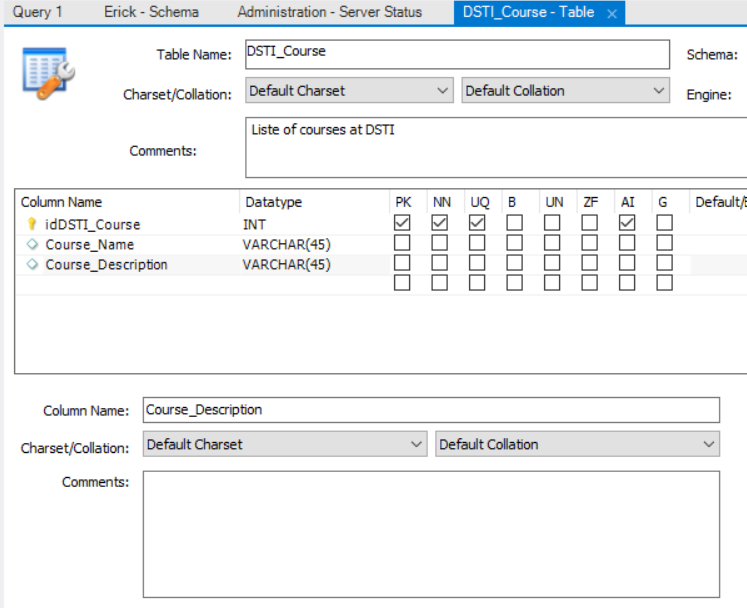 Query 1 Erick - Schema Administration - Server Status DSTI_Course - Table ×
Table Name: DSTI_Course Schema:
Charset/Collation: Default Charset Default Collation Engine:
Comments: Liste of courses at DSTI
Column Name Datatype PK NN UQ B UN ZF AI G Default/E
idDSTI_Course INT
Course_Name VARCHAR(45)
Course_Description VARCHAR(45)
Column Name: Course_Description
Charset/Collation: Default Charset Default Collation
Comments: